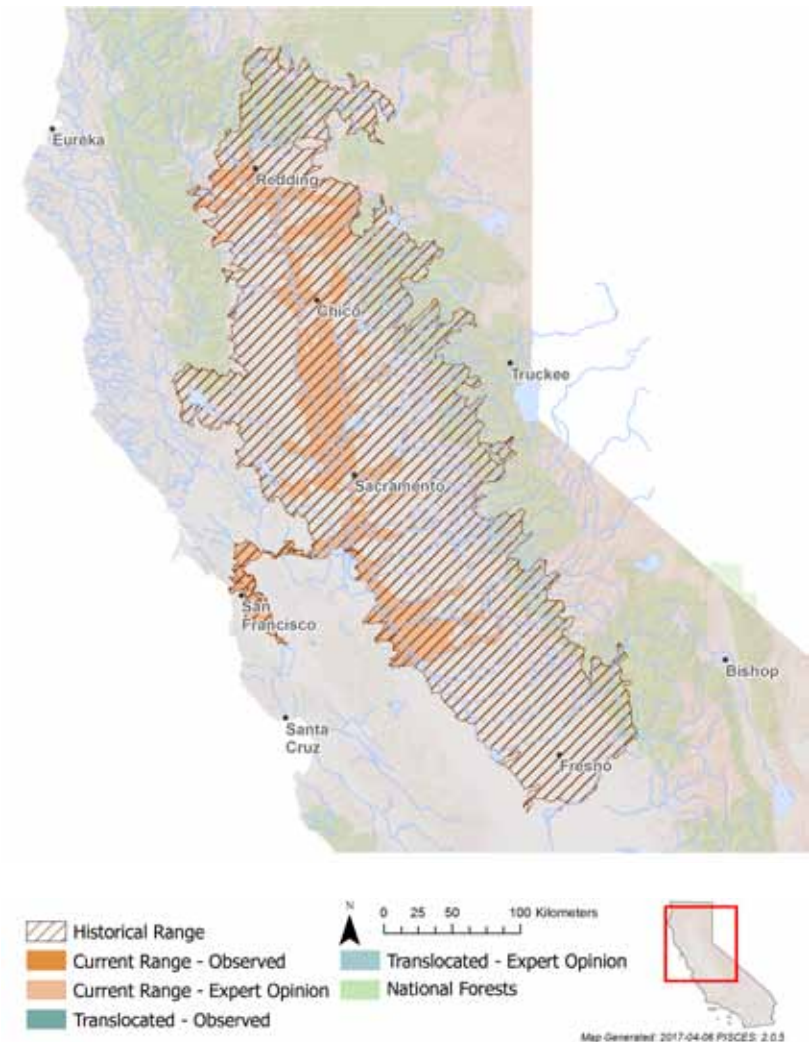 Eureka
Redding
Chico
Truckee
Sacramento
San
Francisco
Bishop
Santa
Cruz
Fresno
N
0 25 50 100 Kilometers
Historical Range
Current Range - Observed
Translocated - Expert Opinion
Current Range - Expert Opinion
National Forests
Translocated - Observed
Map Generated: 2017-04-06 PISCES: 2.0.5